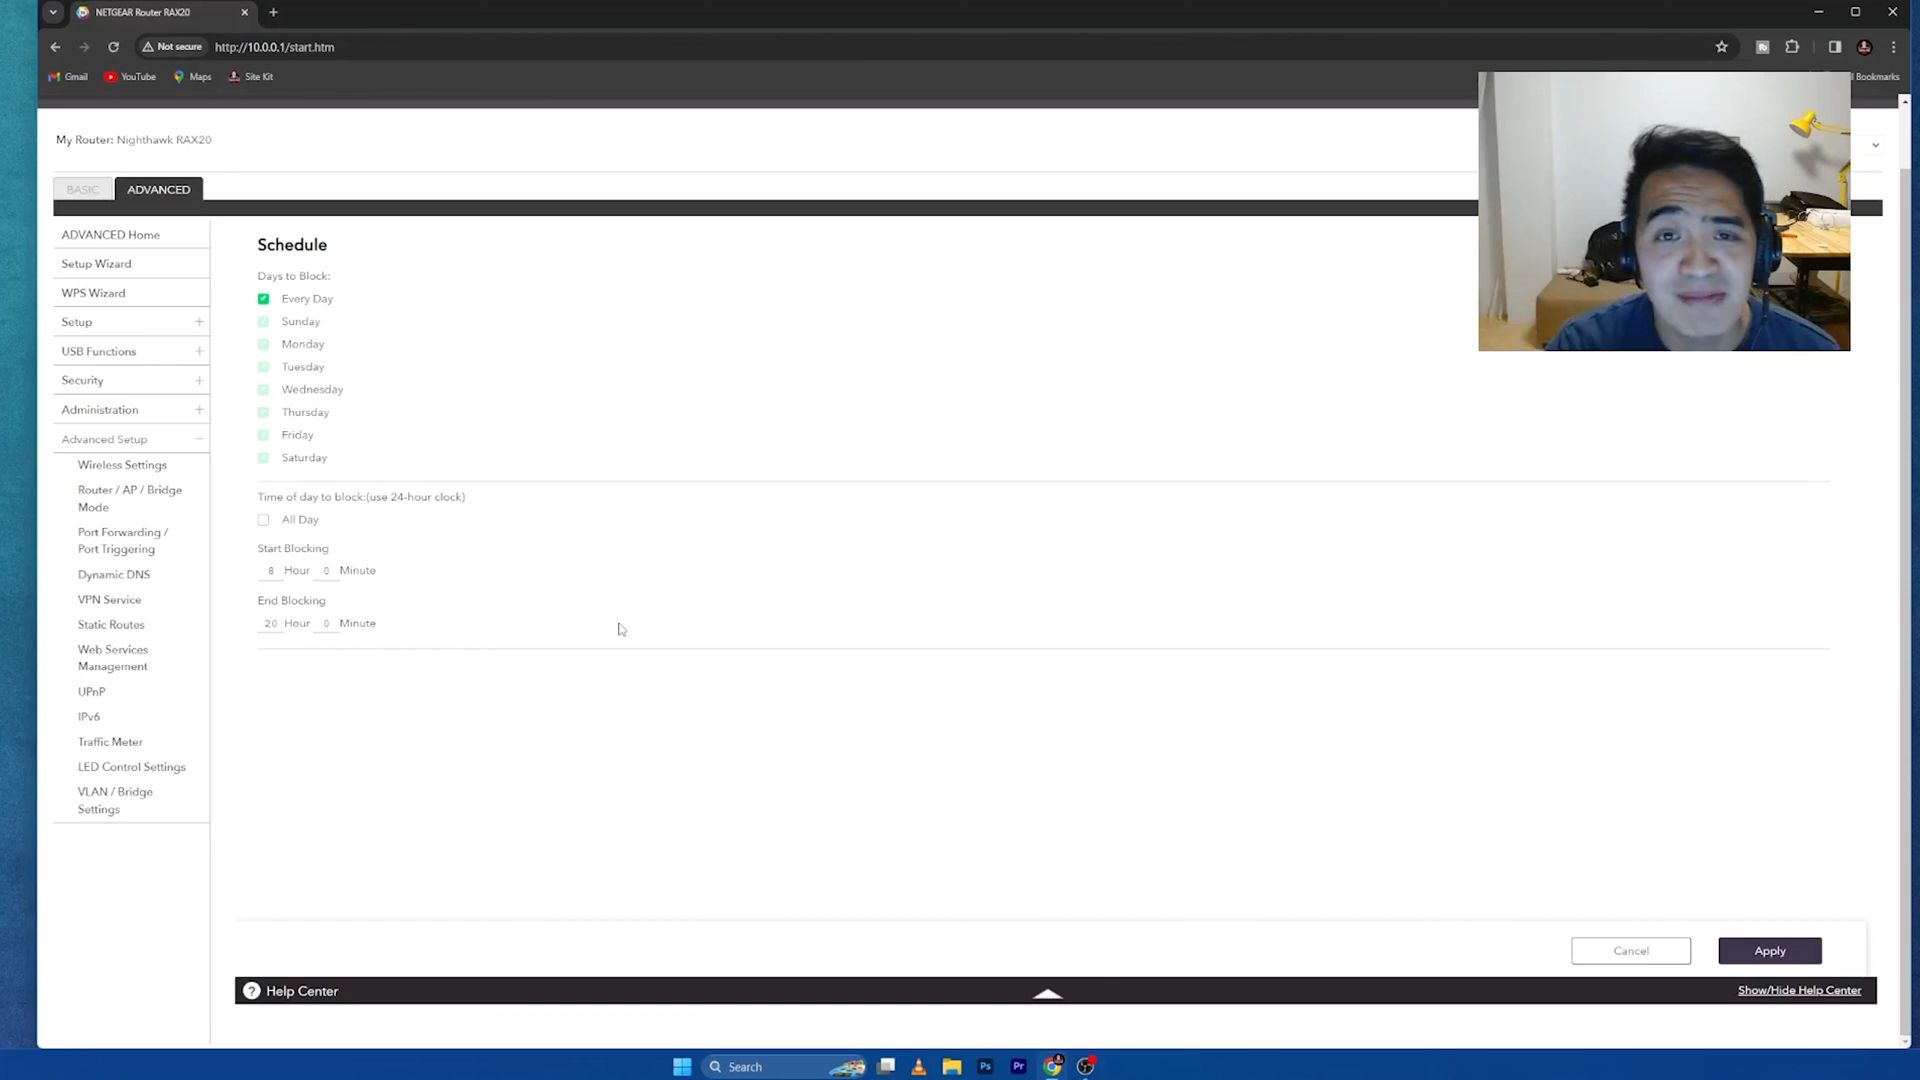 NETGEAR Router RAX20
Not secure http://10.0.0.1/start.htm
Gmail YouTube Maps Site Kit
ll Bookmarks
My Router: Nighthawk RAX20
BASIC ADVANCED
ADVANCED Home
Setup Wizard
WPS Wizard
Setup
USB Functions
Security
Administration
Advanced Setup
Wireless Settings
Router / AP / Bridge
Mode
Port Forwarding /
Port Triggering
Dynamic DNS
VPN Service
Static Routes
Web Services
Management
UPnP
IPv6
Traffic Meter
LED Control Settings
VLAN / Bridge
Settings
Schedule
Days to Block:
Every Day
Sunday
Monday
Tuesday
Wednesday
Thursday
Friday
Saturday
Time of day to block:(use 24-hour clock)
All Day
Start Blocking
8 Hour 0 Minute
End Blocking
20 Hour 0 Minute
Cancel Apply
? Help Center Show/Hide Help Center
Search Ps Pr